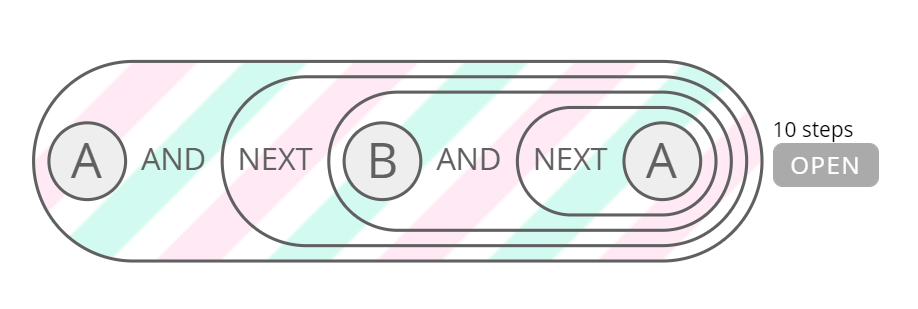 A AND NEXT B AND NEXT A
10 steps
OPEN